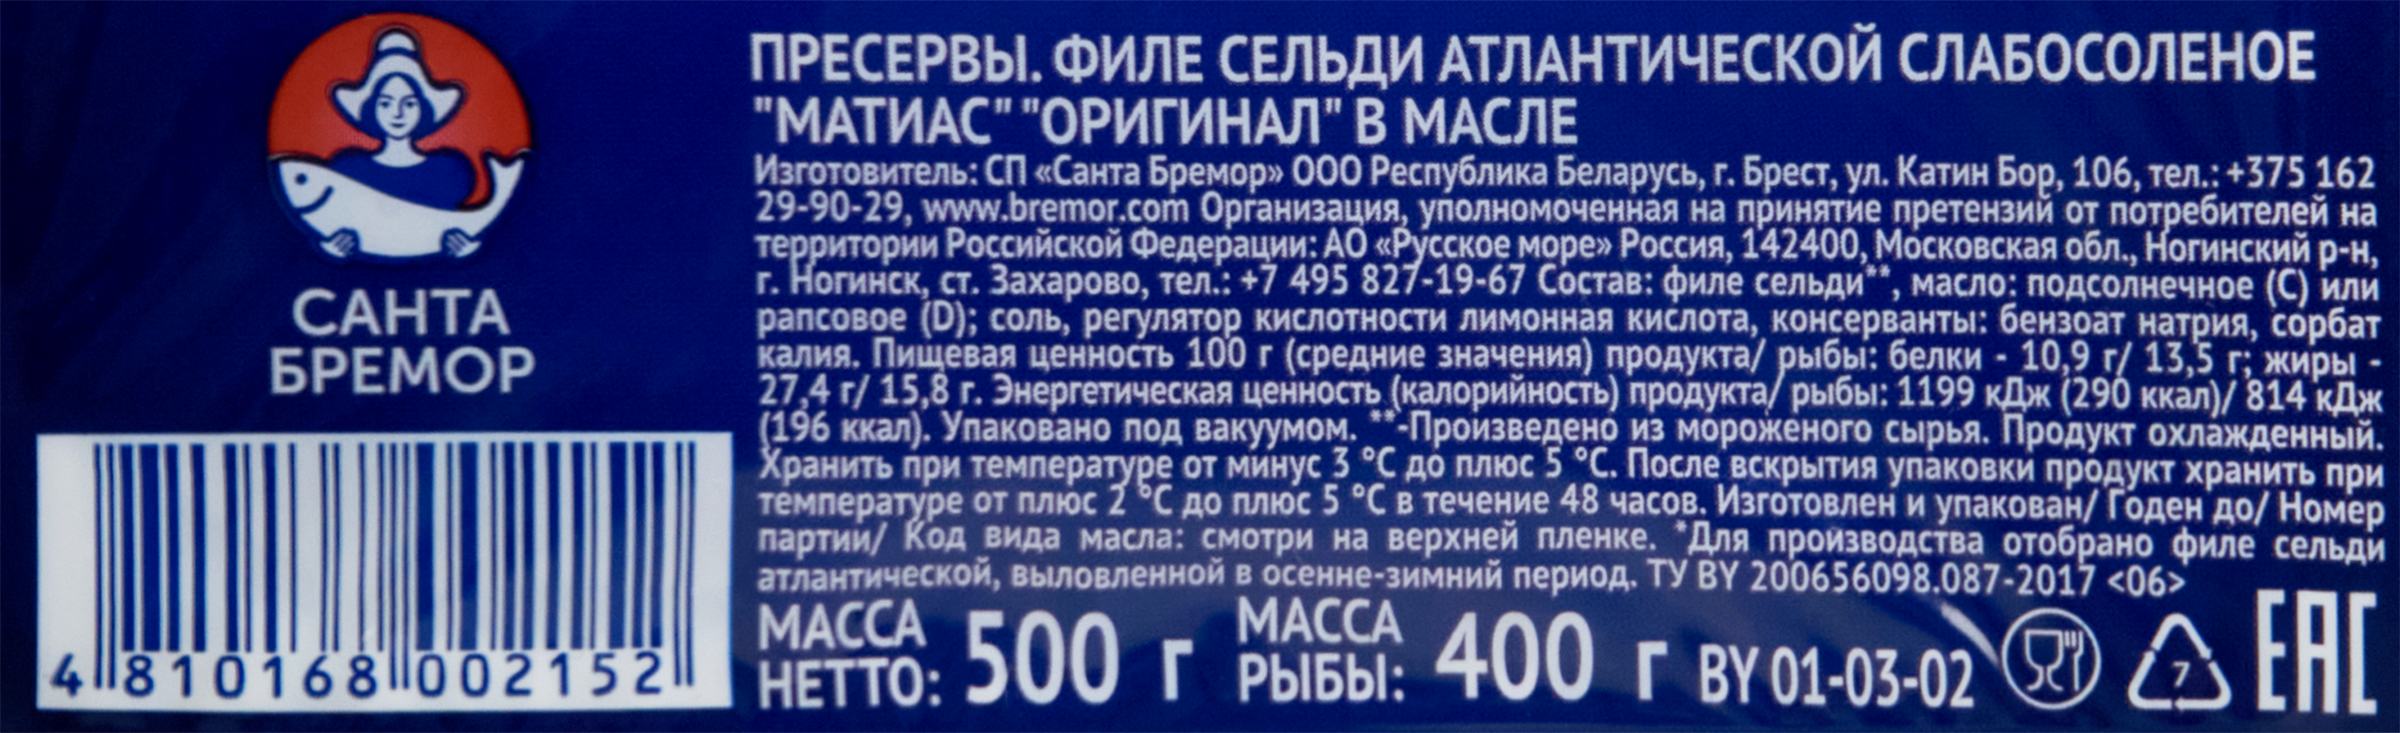 САНТА
БРЕМОР
4 810168 002152
ПРЕСЕРВЫ. ФИЛЕ СЕЛЬДИ АТЛАНТИЧЕСКОЙ СЛАБОСОЛЕНОЕ
"МАТИАС" "ОРИГИНАЛ" В МАСЛЕ
Изготовитель: СП «Санта Бремор» ООО Республика Беларусь, г. Брест, ул. Катин Бор, 106, тел.: +375 162
29-90-29, www.bremor.com Организация, уполномоченная на принятие претензий от потребителей на
территории Российской Федерации: АО «Русское море» Россия, 142400, Московская обл., Ногинский р-н,
г. Ногинск, ст. Захарово, тел.: +7 495 827-19-67 Состав: филе сельди**, масло: подсолнечное (С) или
рапсовое (D); соль, регулятор кислотности лимонная кислота, консерванты: бензоат натрия, сорбат
калия. Пищевая ценность 100 г (средние значения) продукта/ рыбы: белки - 10,9 г/ 13,5 г; жиры -
27,4 г/ 15,8 г. Энергетическая ценность (калорийность) продукта/ рыбы: 1199 кДж (290 ккал)/ 814 кДж
(196 ккал). Упаковано под вакуумом. **-Произведено из мороженого сырья. Продукт охлажденный.
Хранить при температуре от минус 3 °С до плюс 5 °С. После вскрытия упаковки продукт хранить при
температуре от плюс 2 °С до плюс 5 °С в течение 48 часов. Изготовлен и упакован/ Годен до/ Номер
партии/ Код вида масла: смотри на верхней пленке. *Для производства отобрано филе сельди
атлантической, выловленной в осенне-зимний период. ТУ BY 200656098.087-2017 <06>
МАССА НЕТТО: 500 г МАССА РЫБЫ: 400 г BY 01-03-02 7 ЕАС